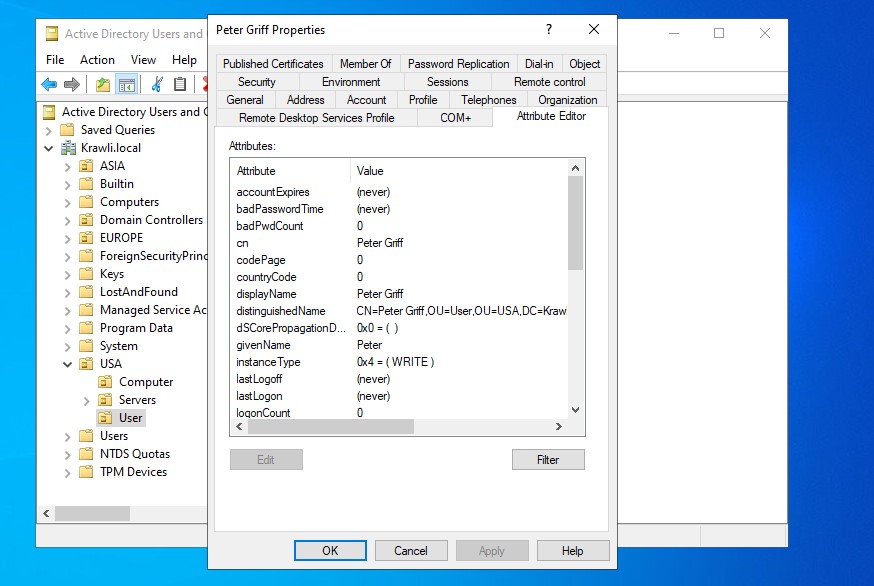 Active Directory Users and
File Action View Help
Active Directory Users and C
Saved Queries
Krawli.local
ASIA
Builtin
Computers
Domain Controllers
EUROPE
ForeignSecurityPrinc
Keys
LostAndFound
Managed Service Ac
Program Data
System
USA
Computer
Servers
User
Users
NTDS Quotas
TPM Devices
Peter Griff Properties
?
Published Certificates Member Of Password Replication Dial-in Object
Security Environment Sessions Remote control
General Address Account Profile Telephones Organization
Remote Desktop Services Profile COM+ Attribute Editor
Attributes:
Attribute Value
accountExpires (never)
badPasswordTime (never)
badPwdCount 0
cn Peter Griff
codePage 0
countryCode 0
displayName Peter Griff
distinguishedName CN=Peter Griff,OU=User,OU=USA,DC=Krawl
dSCorePropagationD... 0x0 = ( )
givenName Peter
instanceType 0x4 = ( WRITE )
lastLogoff (never)
lastLogon (never)
logonCount 0
Edit Filter
OK Cancel Apply Help